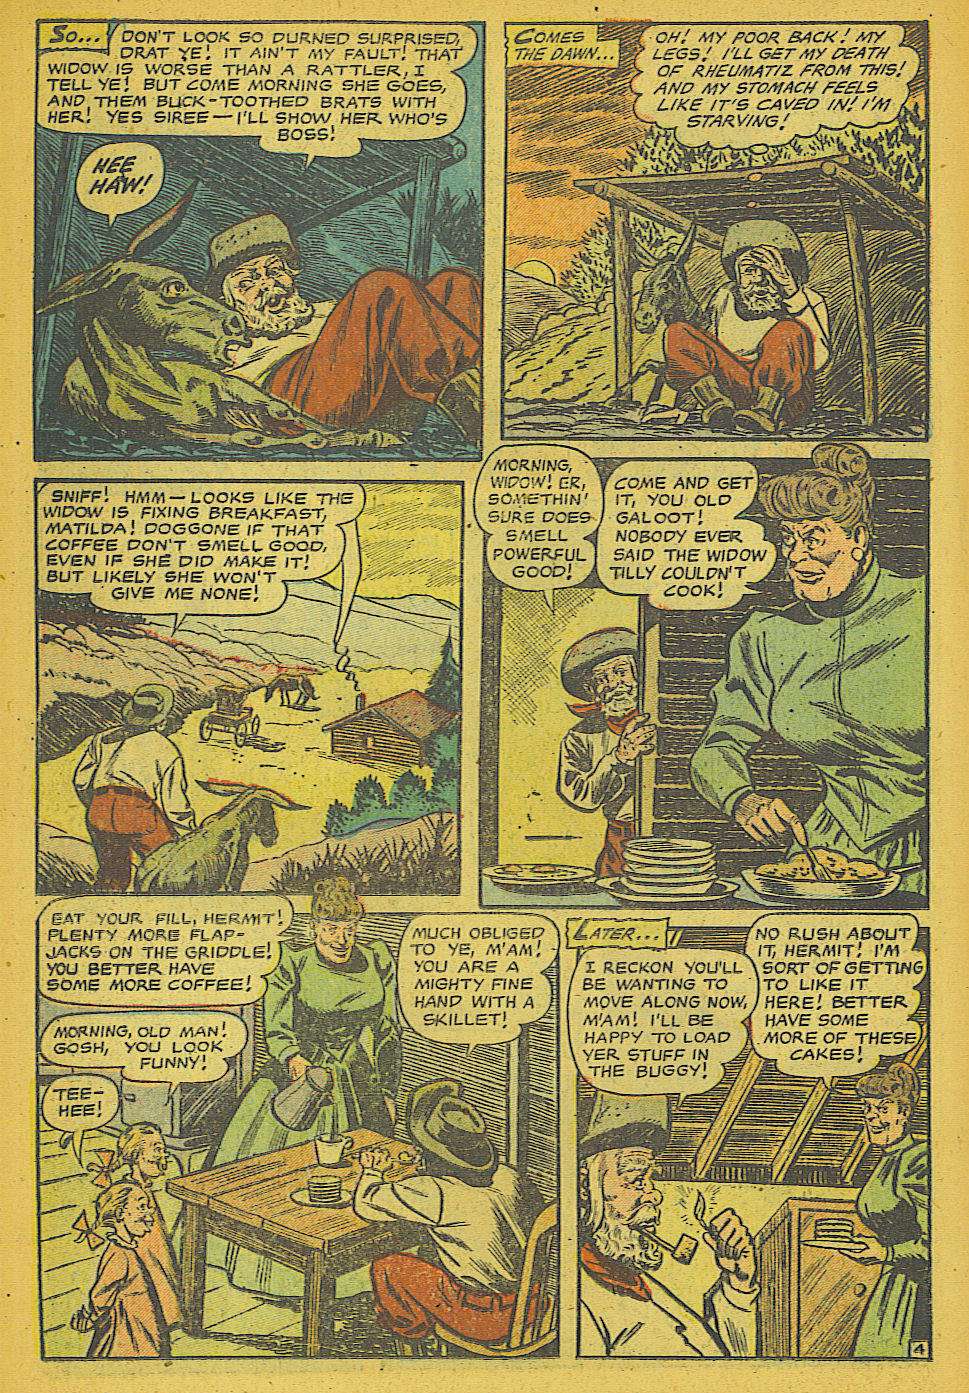 SO...
DON'T LOOK SO DURNED SURPRISED,
DRAT YE! IT AIN'T MY FAULT! THAT
WIDOW IS WORSE THAN A RATTLER, I
TELL YE! BUT COME MORNING SHE GOES,
AND THEM BUCK-TOOTHED BRATS WITH
HER! YES SIREE—I'LL SHOW HER WHO'S
BOSS!
HEE
HAW!
COMES
THE DAWN...
OH! MY POOR BACK! MY
LEGS! I'LL GET MY DEATH
OF RHEUMATIZ FROM THIS!
AND MY STOMACH FEELS
LIKE IT'S CAVED IN! I'M
STARVING!
SNIFF! HMM—LOOKS LIKE THE
WIDOW IS FIXING BREAKFAST,
MATILDA! DOGGONE IF THAT
COFFEE DON'T SMELL GOOD,
EVEN IF SHE DID MAKE IT!
BUT LIKELY SHE WON'T
GIVE ME NONE!
MORNING,
WIDOW! ER,
SOMETHIN'
SURE DOES
SMELL
POWERFUL
GOOD!
COME AND GET
IT, YOU OLD
GALOOT!
NOBODY EVER
SAID THE WIDOW
TILLY COULDN'T
COOK!
EAT YOUR FILL, HERMIT!
PLENTY MORE FLAP-
JACKS ON THE GRIDDLE!
YOU BETTER HAVE
SOME MORE COFFEE!
MORNING, OLD MAN!
GOSH, YOU LOOK
FUNNY!
TEE-
HEE!
MUCH OBLIGED
TO YE, M'AM!
YOU ARE A
MIGHTY FINE
HAND WITH A
SKILLET!
LATER...
I RECKON YOU'LL
BE WANTING TO
MOVE ALONG NOW,
M'AM! I'LL BE
HAPPY TO LOAD
YER STUFF IN
THE BUGGY!
NO RUSH ABOUT
IT, HERMIT! I'M
SORT OF GETTING
TO LIKE IT
HERE! BETTER
HAVE SOME
MORE OF THESE
CAKES!
4